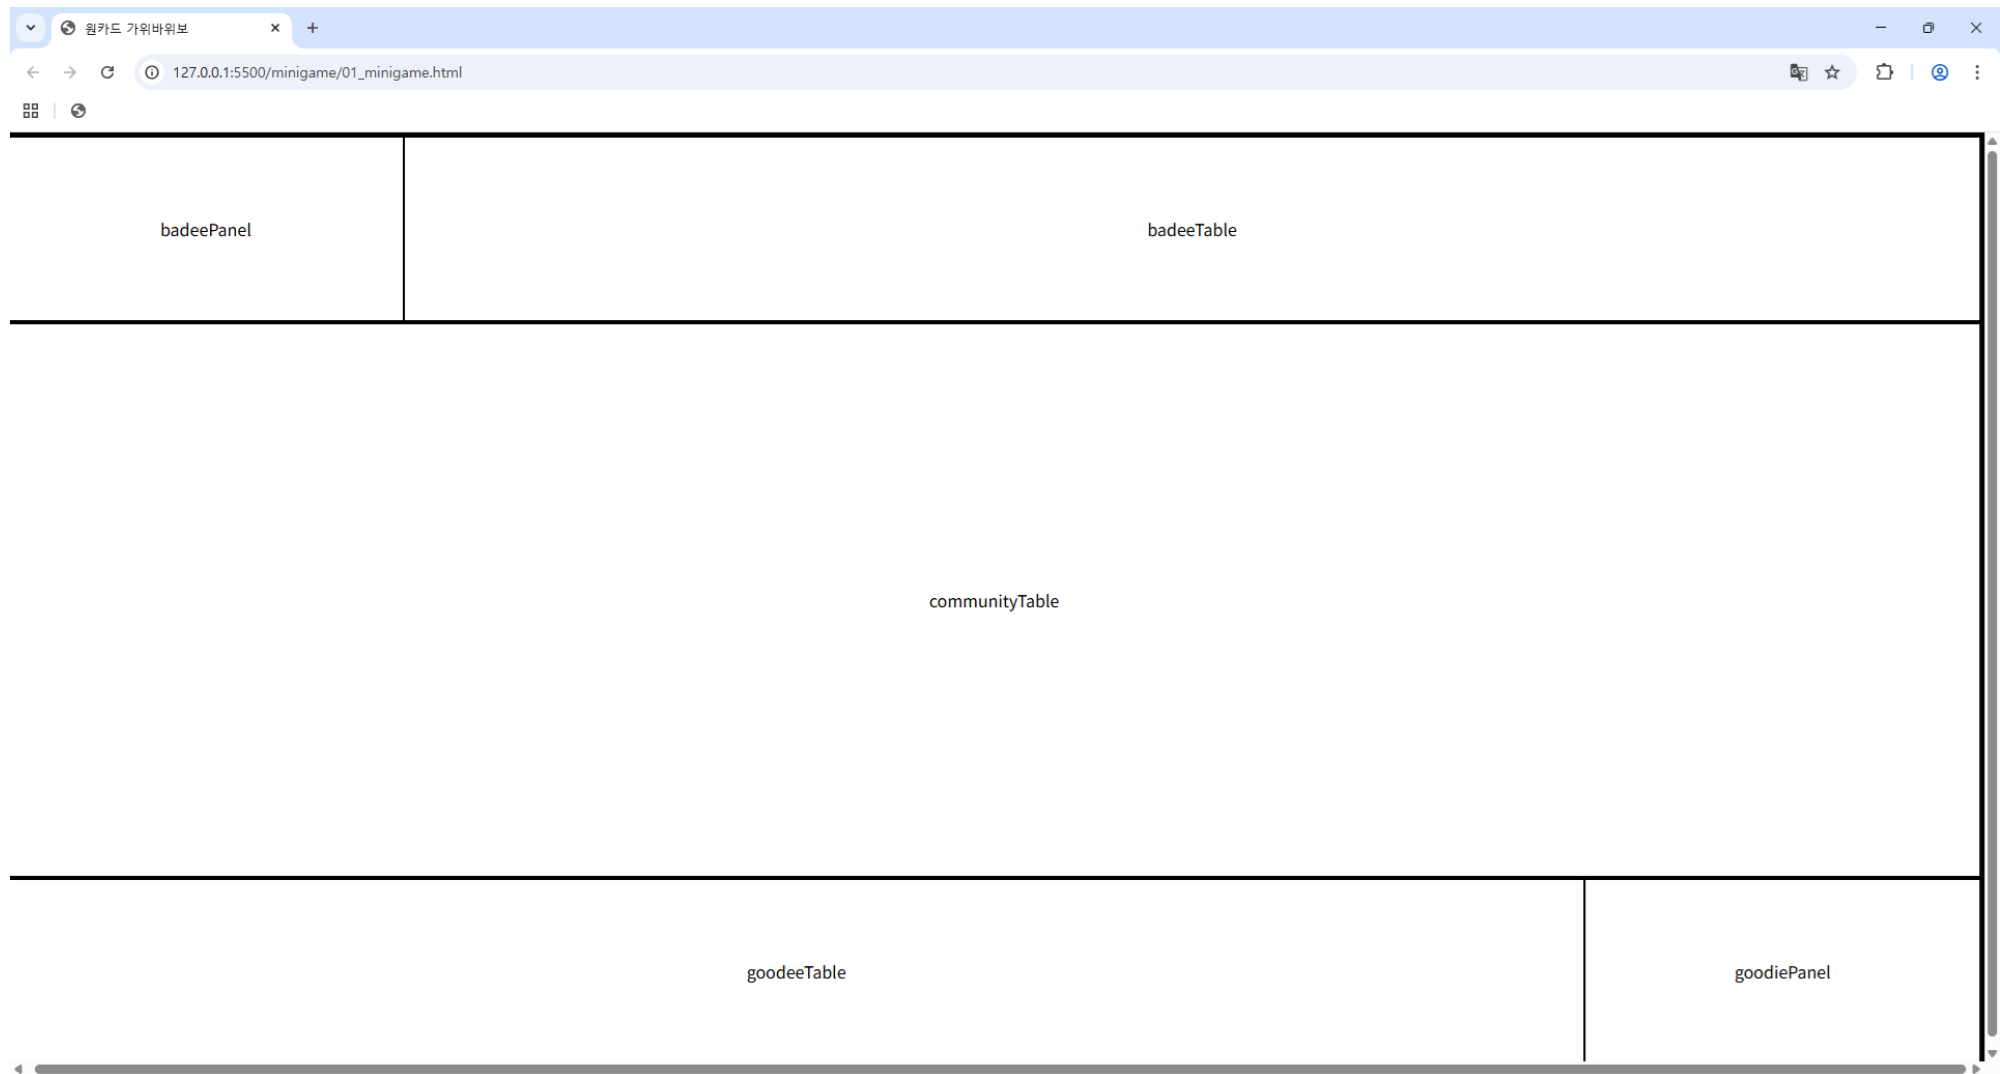 원카드 가위바위보
127.0.0.1:5500/minigame/01_minigame.html
badeePanel
badeeTable
communityTable
goodeeTable
goodiePanel